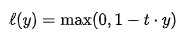 ℓ(y) = max(0, 1 − t · y)